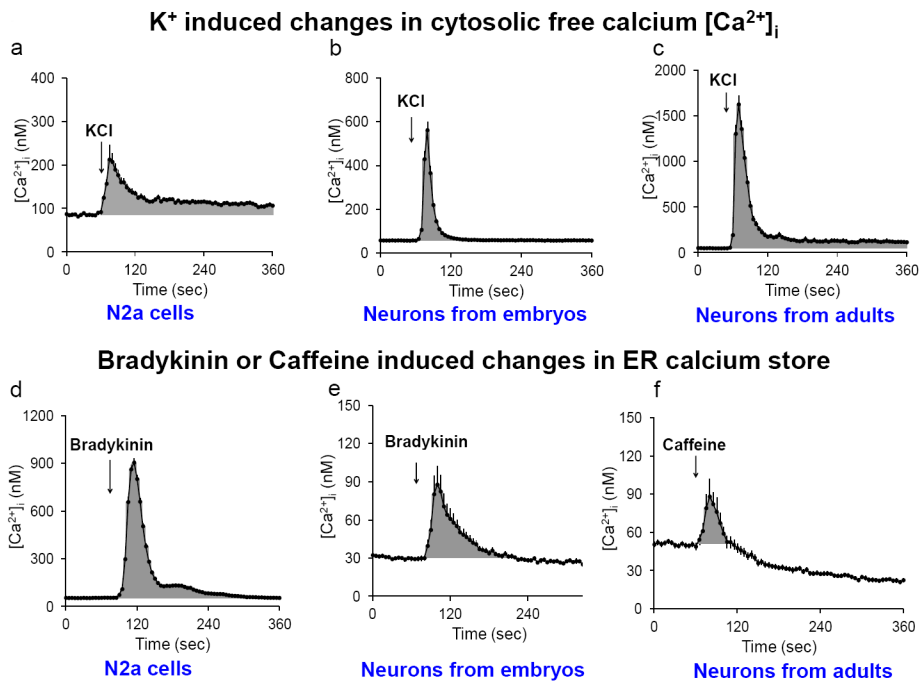 K+ induced changes in cytosolic free calcium [Ca2+]i
a
b
c
400
300
200
100
0
[Ca2+]i (nM)
KCl
0 120 240 360
Time (sec)
N2a cells
800
600
400
200
0
[Ca2+]i (nM)
KCl
0 120 240 360
Time (sec)
Neurons from embryos
2000
1500
1000
500
0
[Ca2+]i (nM)
KCl
0 120 240 360
Time (sec)
Neurons from adults
Bradykinin or Caffeine induced changes in ER calcium store
d
e
f
1200
900
600
300
0
[Ca2+]i (nM)
Bradykinin
0 120 240 360
Time (sec)
N2a cells
150
120
90
60
30
0
[Ca2+]i (nM)
Bradykinin
0 120 240
Time (sec)
Neurons from embryos
150
120
90
60
30
0
[Ca2+]i (nM)
Caffeine
0 120 240 360
Time (sec)
Neurons from adults